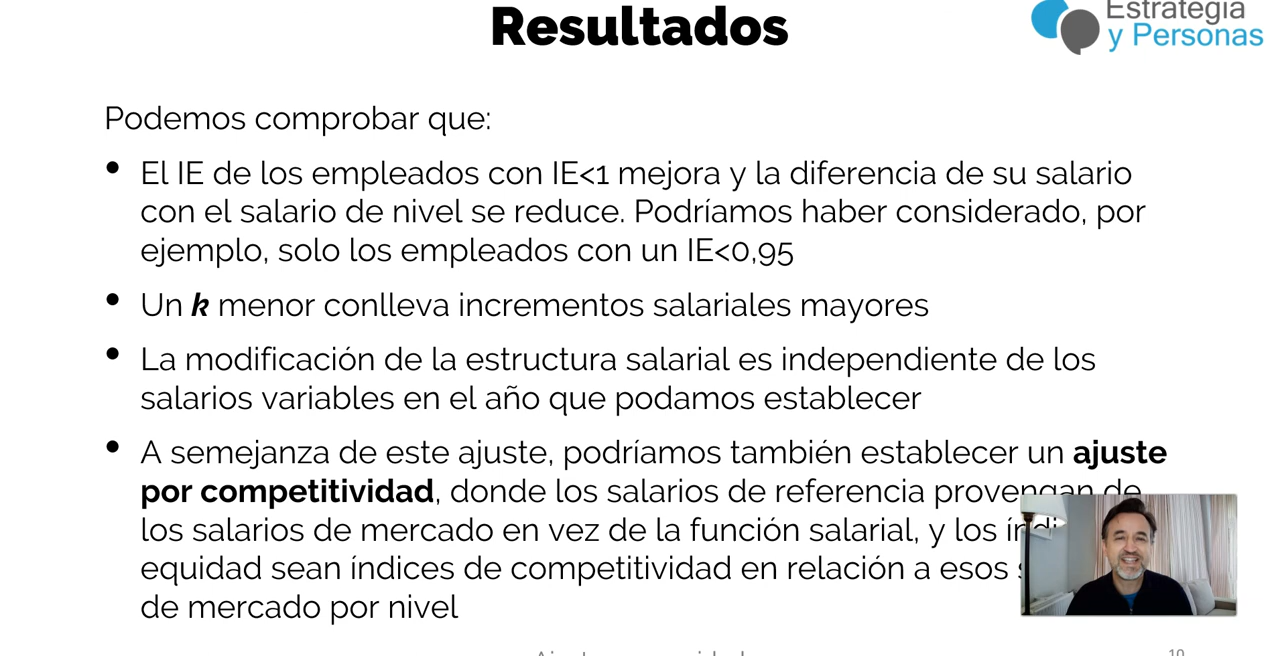 Resultados
Estrategia
y Personas
Podemos comprobar que:
• El IE de los empleados con IE<1 mejora y la diferencia de su salario
con el salario de nivel se reduce. Podríamos haber considerado, por
ejemplo, solo los empleados con un IE<0,95
• Un k menor conlleva incrementos salariales mayores
• La modificación de la estructura salarial es independiente de los
salarios variables en el año que podamos establecer
• A semejanza de este ajuste, podríamos también establecer un ajuste
por competitividad, donde los salarios de referencia provengan de
los salarios de mercado en vez de la función salarial, y los
equidad sean índices de competitividad en relación a esos
de mercado por nivel
10